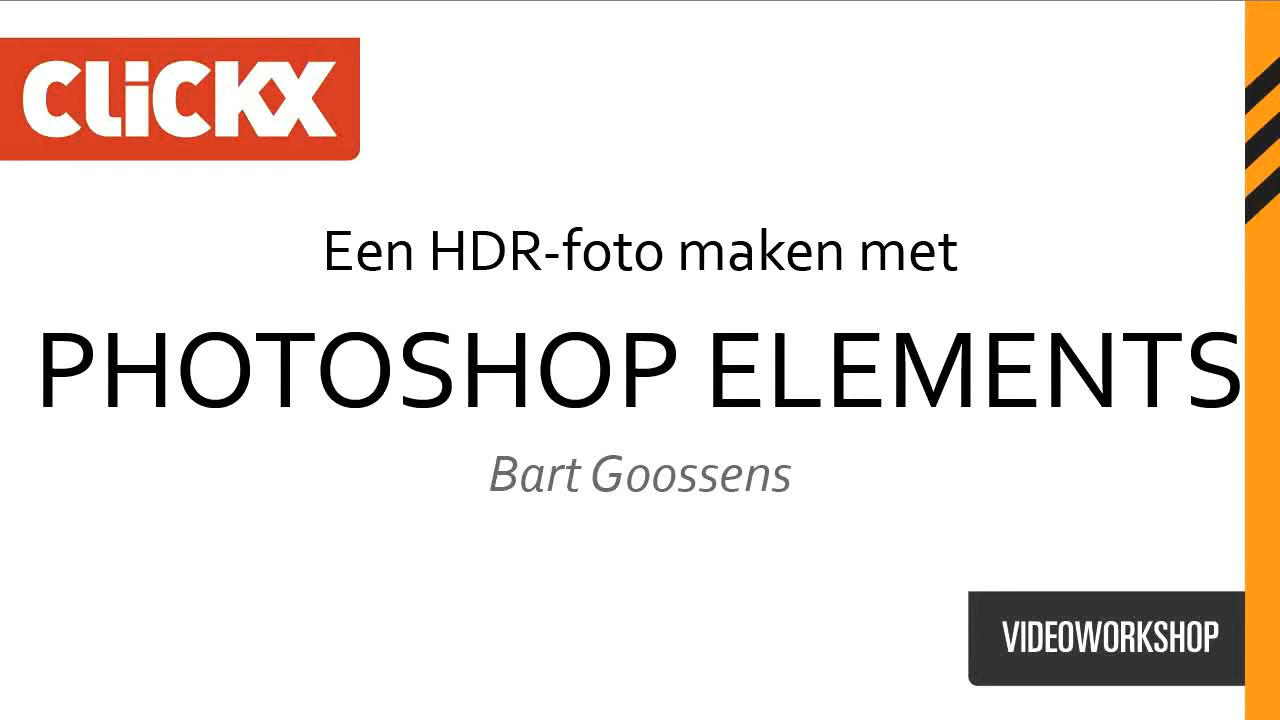 CLiCKX
Een HDR-foto maken met
PHOTOSHOP ELEMENTS
Bart Goossens
VIDEOWORKSHOP